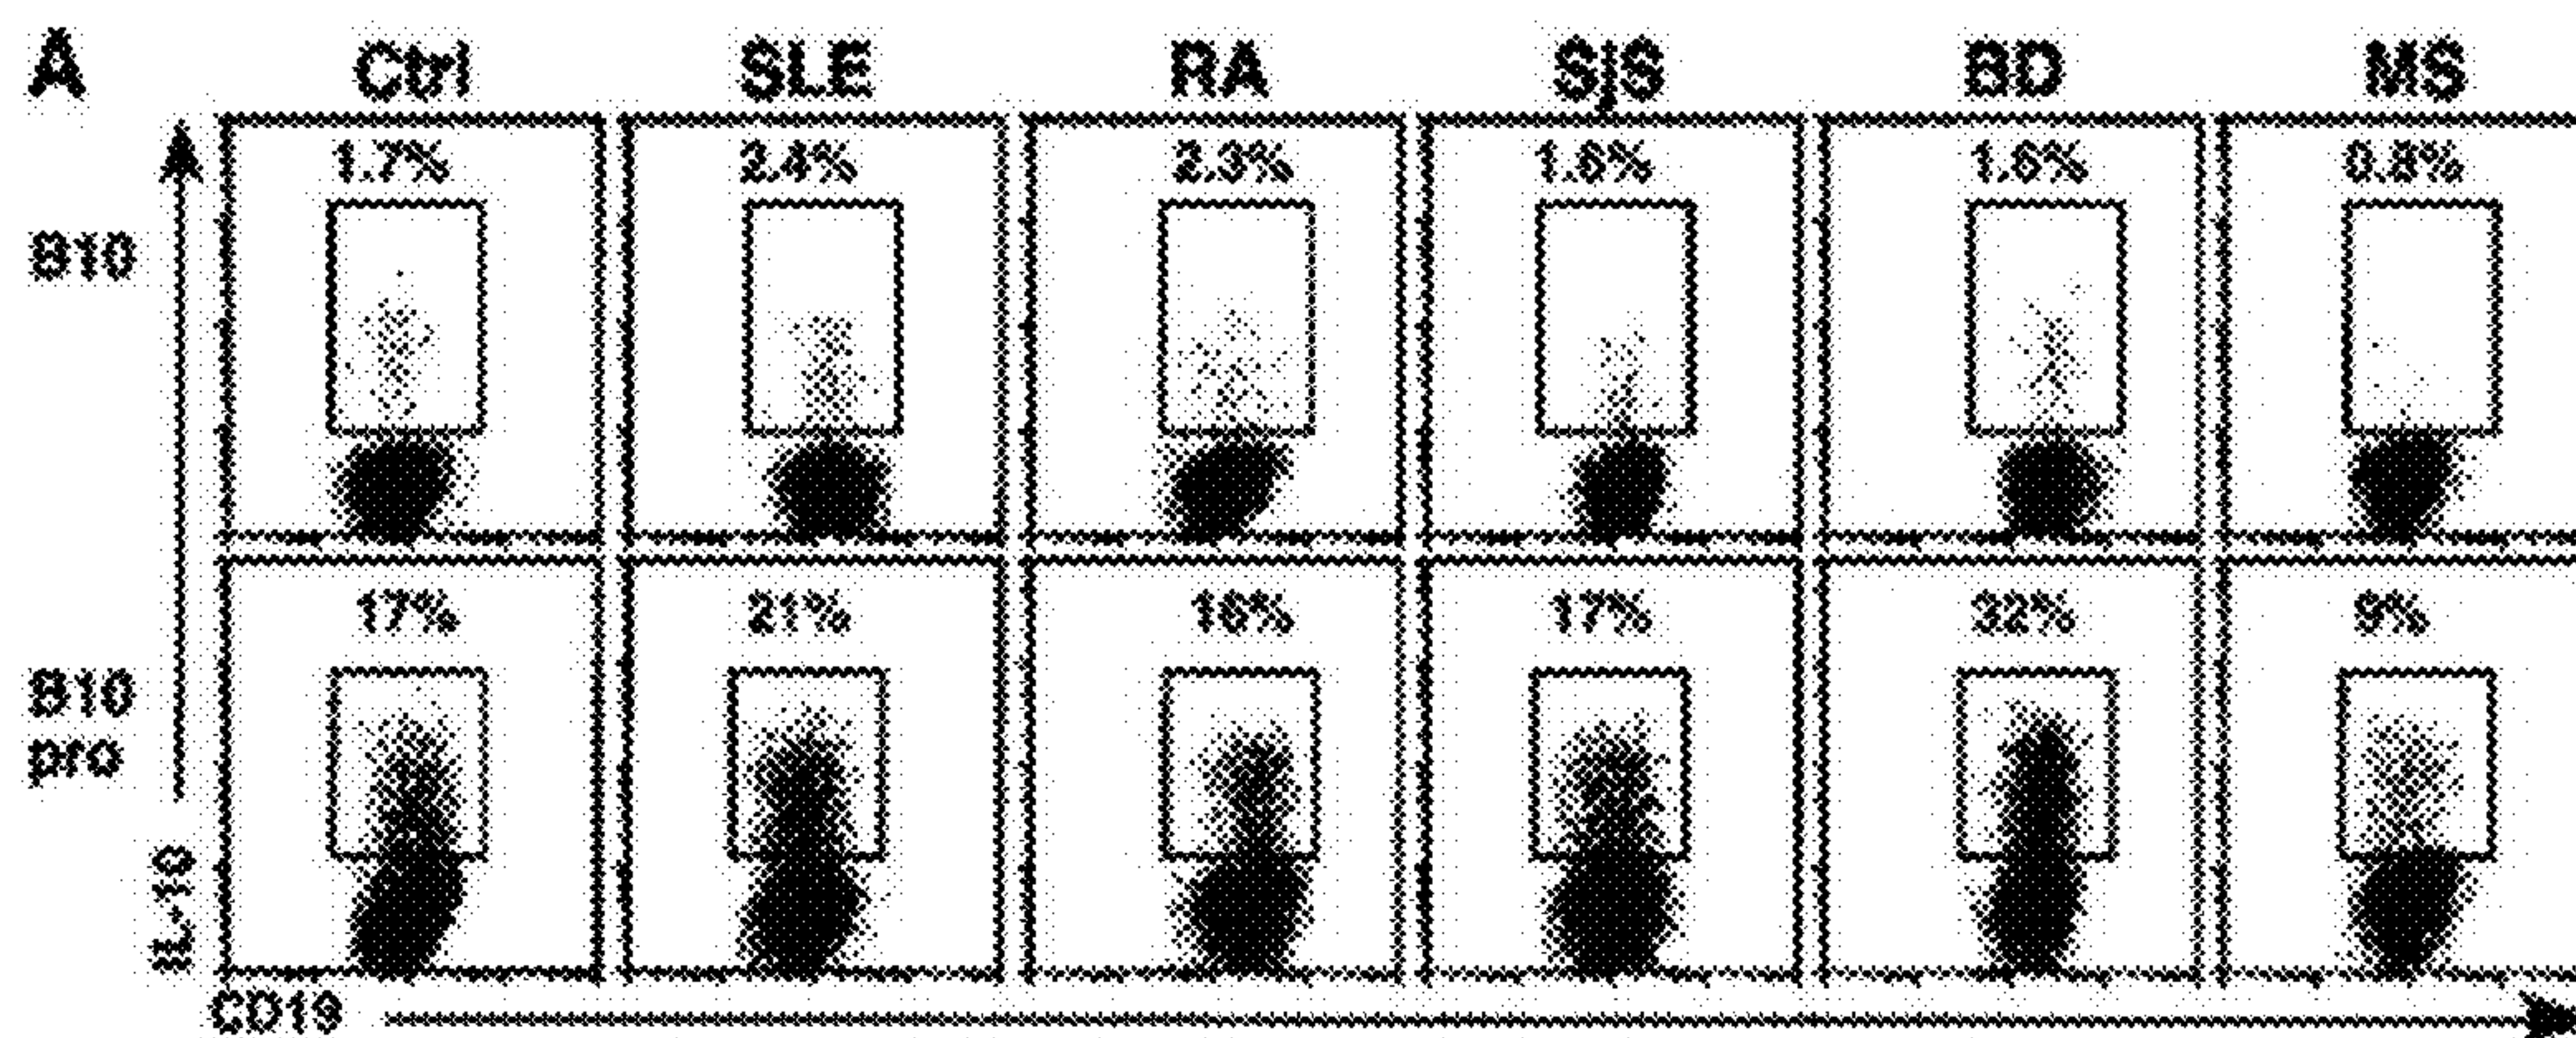 A Ctrl SLE RA SjS BD MS
1.7% 2.4% 2.3% 1.6% 1.6% 0.8%
B10
17% 21% 16% 17% 32% 9%
B10
pro
IL-10
CD19